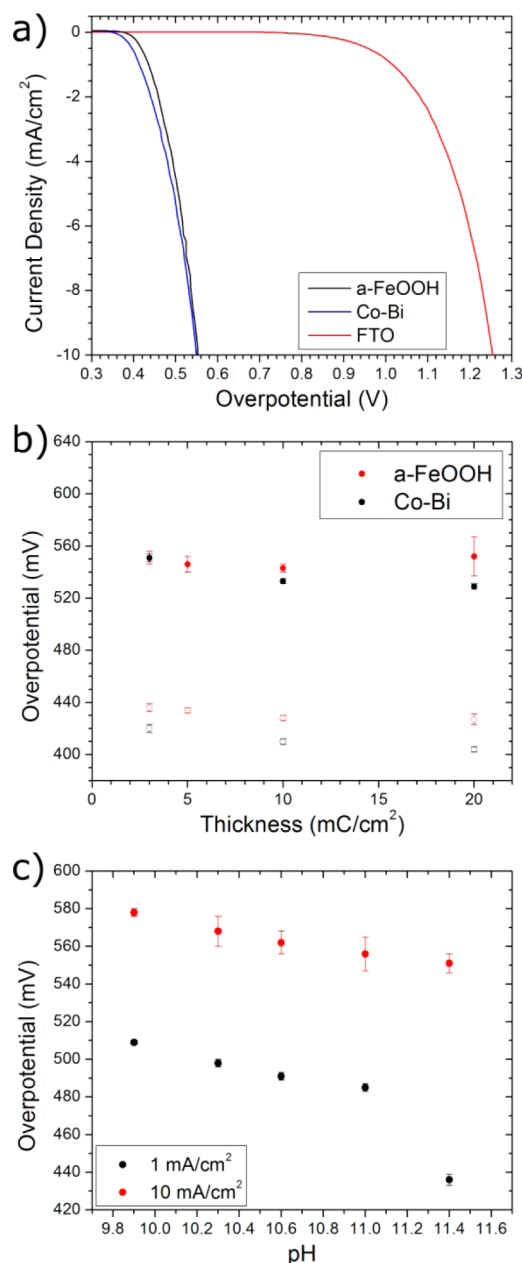 a)
0
-2
-4
-6
-8
-10
Current Density (mA/cm²)
a-FeOOH
Co-Bi
FTO
0.3 0.4 0.5 0.6 0.7 0.8 0.9 1.0 1.1 1.2 1.3
Overpotential (V)
b)
640
600
560
520
480
440
400
Overpotential (mV)
a-FeOOH
Co-Bi
0 5 10 15 20
Thickness (mC/cm²)
c)
600
580
560
540
520
500
480
460
440
420
Overpotential (mV)
1 mA/cm²
10 mA/cm²
9.8 10.0 10.2 10.4 10.6 10.8 11.0 11.2 11.4 11.6
pH